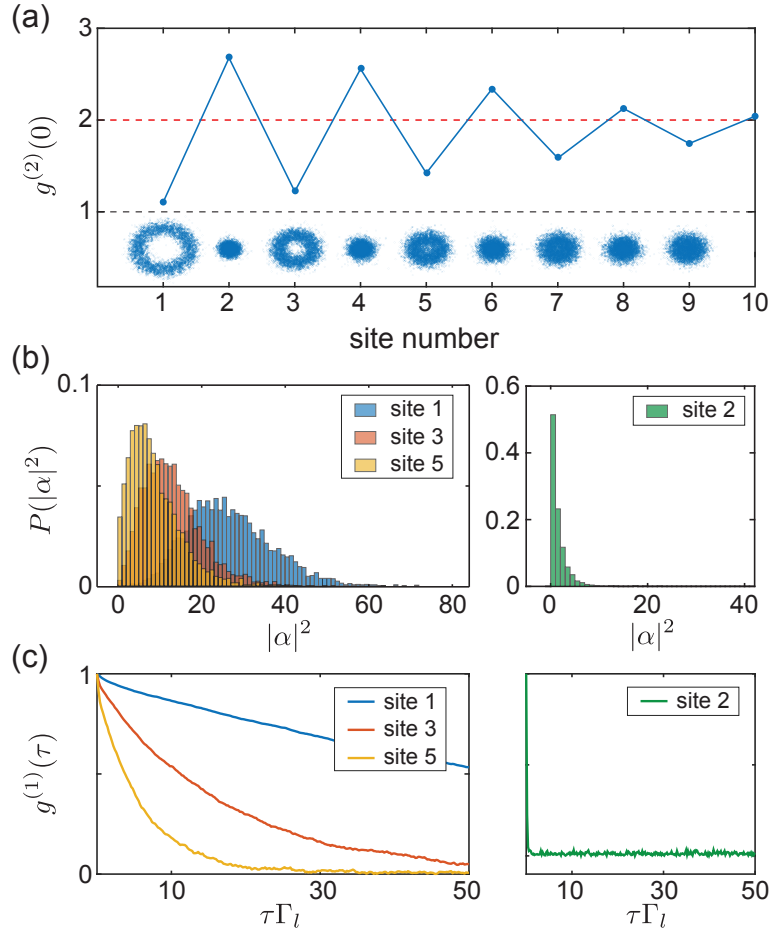 (a)
3
2
1
g^{(2)}(0)
1 2 3 4 5 6 7 8 9 10
site number
(b)
0.1
0
P(|α|^2)
site 1
site 3
site 5
0 20 40 60 80
|α|^2
0.6
0.4
0.2
0
site 2
0 20 40
|α|^2
(c)
1
0
g^{(1)}(τ)
site 1
site 3
site 5
10 30 50
τΓ_l
site 2
10 30 50
τΓ_l